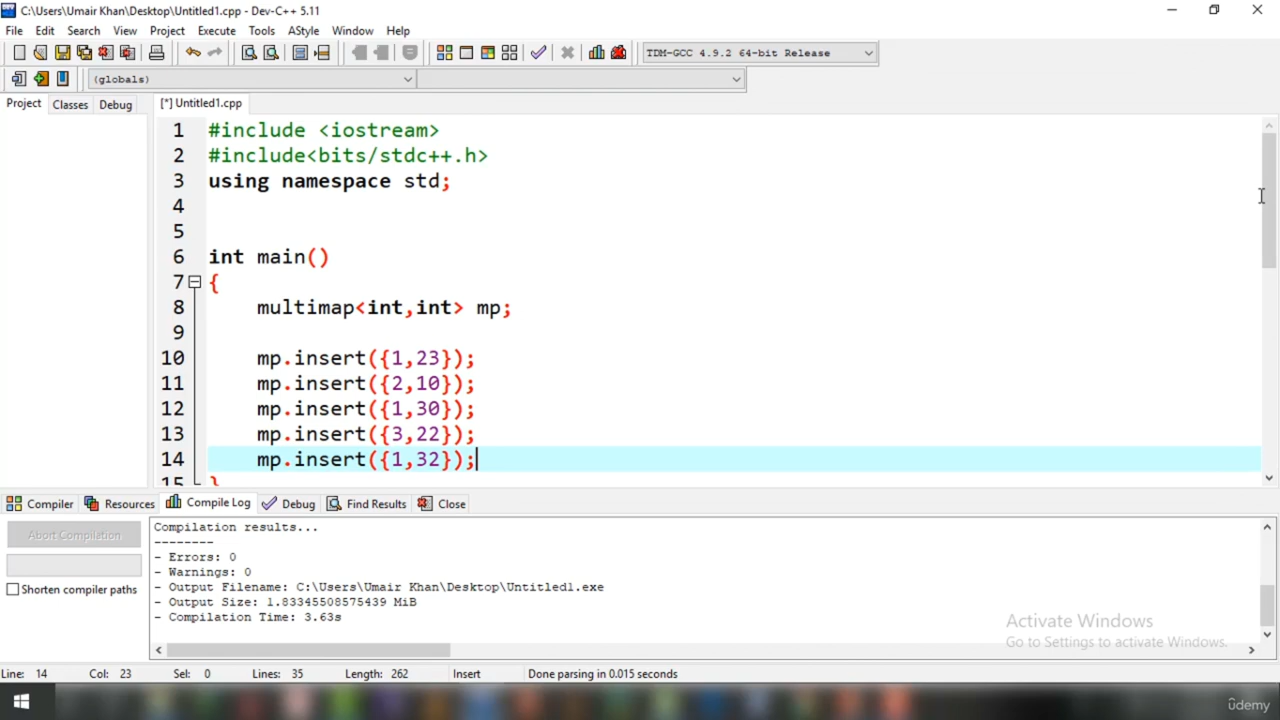 C:\Users\Umair Khan\Desktop\Untitled1.cpp - Dev-C++ 5.11
File Edit Search View Project Execute Tools AStyle Window Help
TDM-GCC 4.9.2 64-bit Release
(globals)
Project Classes Debug [*] Untitled1.cpp
1 #include <iostream>
2 #include<bits/stdc++.h>
3 using namespace std;
4
5
6 int main()
7 {
8 multimap<int,int> mp;
9
10 mp.insert({1,23});
11 mp.insert({2,10});
12 mp.insert({1,30});
13 mp.insert({3,22});
14 mp.insert({1,32});
15 }
Compiler Resources Compile Log Debug Find Results Close
Abort Compilation
Shorten compiler paths
Compilation results...
--------
- Errors: 0
- Warnings: 0
- Output Filename: C:\Users\Umair Khan\Desktop\Untitled1.exe
- Output Size: 1.83345508575439 MiB
- Compilation Time: 3.63s
Activate Windows
Go to Settings to activate Windows.
Line: 14 Col: 23 Sel: 0 Lines: 35 Length: 262 Insert Done parsing in 0.015 seconds
ûdemy